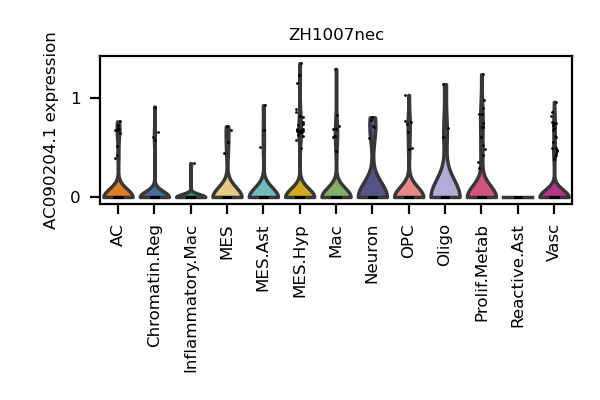 ZH1007nec
AC090204.1 expression
1
0
AC
Chromatin.Reg
Inflammatory.Mac
MES
MES.Ast
MES.Hyp
Mac
Neuron
OPC
Oligo
Prolif.Metab
Reactive.Ast
Vasc